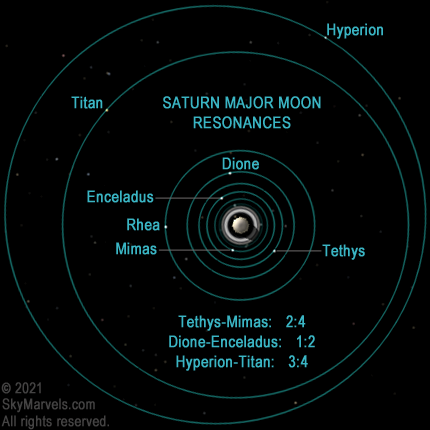 Hyperion
Titan
SATURN MAJOR MOON
RESONANCES
Dione
Enceladus
Rhea
Mimas
Tethys
Tethys-Mimas: 2:4
Dione-Enceladus: 1:2
Hyperion-Titan: 3:4
© 2021
SkyMarvels.com
All rights reserved.